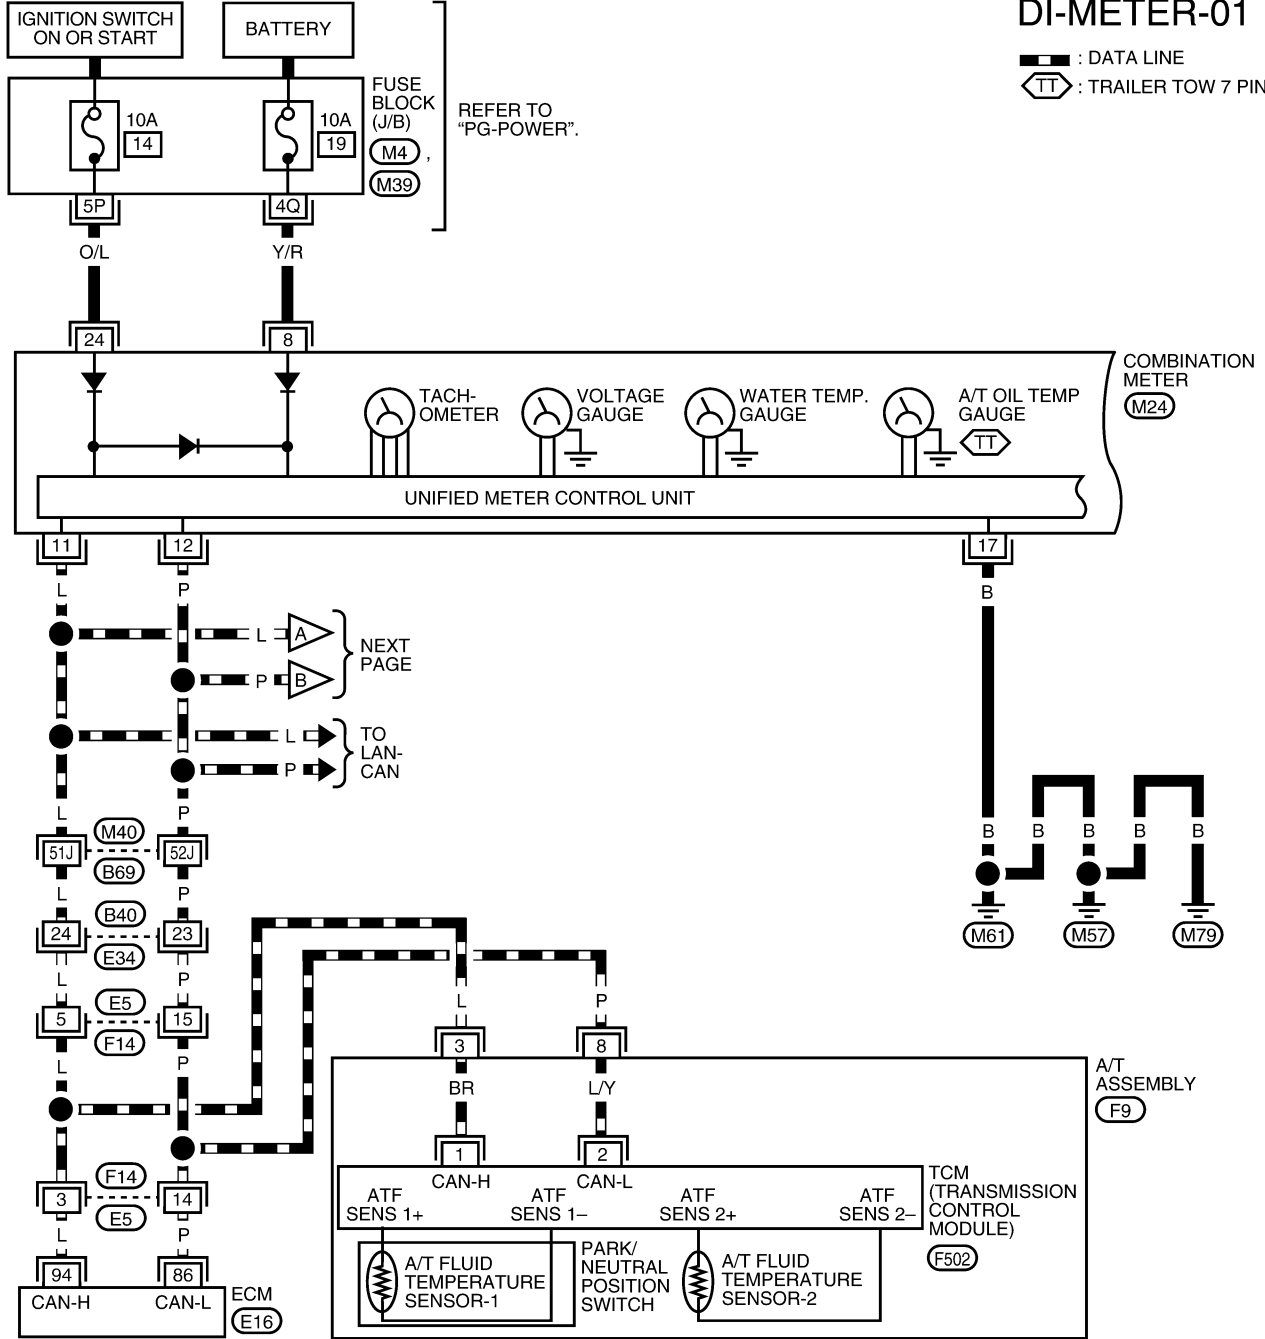 DI-METER-01
IGNITION SWITCH
ON OR START
BATTERY
: DATA LINE
TT : TRAILER TOW 7 PIN
FUSE
BLOCK
(J/B)
M4 ,
M39
REFER TO
“PG-POWER”.
10A
14
10A
19
5P
4Q
O/L
Y/R
24
8
TACH-
OMETER
VOLTAGE
GAUGE
WATER TEMP.
GAUGE
A/T OIL TEMP
GAUGE
TT
COMBINATION
METER
M24
UNIFIED METER CONTROL UNIT
11
12
17
L
P
B
L
A
P
B
NEXT
PAGE
L
P
TO
LAN-
CAN
L
P
M40
51J
52J
B69
L
P
B
B
B
B
B
M61
M57
M79
B40
24
23
E34
L
P
E5
5
15
F14
L
P
L
P
3
8
BR
L/Y
1
2
A/T
ASSEMBLY
F9
CAN-H
CAN-L
ATF
SENS 1+
ATF
SENS 1–
ATF
SENS 2+
ATF
SENS 2–
TCM
(TRANSMISSION
CONTROL
MODULE)
F502
A/T FLUID
TEMPERATURE
SENSOR-1
PARK/
NEUTRAL
POSITION
SWITCH
A/T FLUID
TEMPERATURE
SENSOR-2
F14
3
14
E5
L
P
94
86
CAN-H
CAN-L
ECM
E16